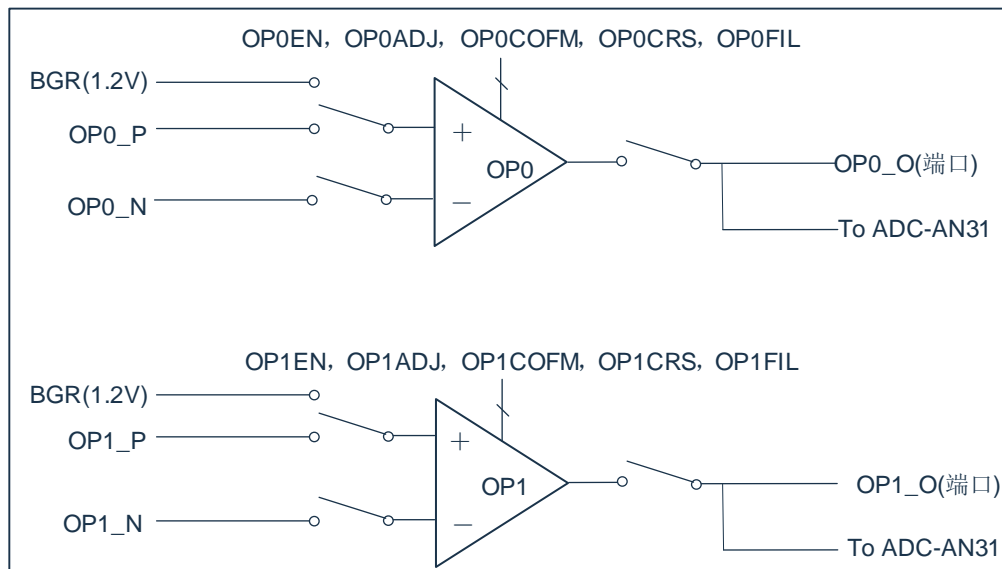 OP0EN，OP0ADJ，OP0COFM，OP0CRS，OP0FIL
BGR(1.2V)
OP0_P
+
OP0
OP0_O(端口)
OP0_N
−
To ADC-AN31
OP1EN，OP1ADJ，OP1COFM，OP1CRS，OP1FIL
BGR(1.2V)
OP1_P
+
OP1
OP1_O(端口)
OP1_N
−
To ADC-AN31